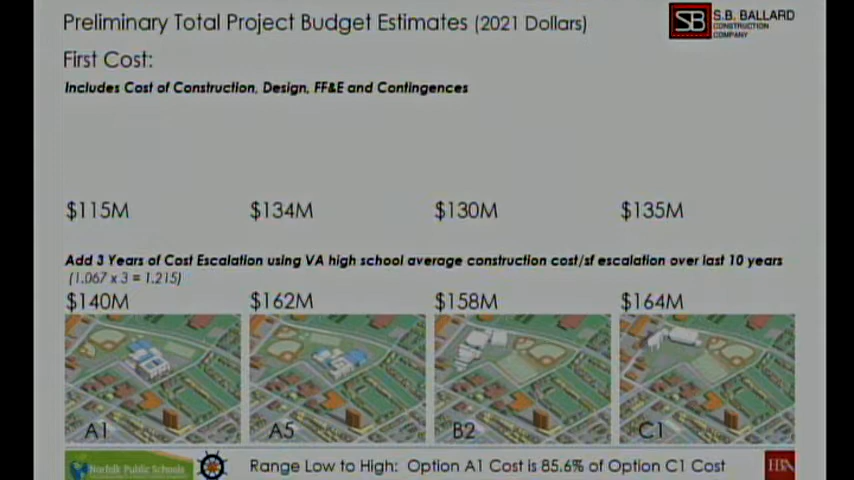 Preliminary Total Project Budget Estimates (2021 Dollars)
S.B. BALLARD
CONSTRUCTION
COMPANY
SB
First Cost:
Includes Cost of Construction, Design, FF&E and Contingences
$115M $134M $130M $135M
Add 3 Years of Cost Escalation using VA high school average construction cost/sf escalation over last 10 years
(1.067 x 3 = 1.215)
$140M $162M $158M $164M
A1 A5 B2 C1
Norfolk Public Schools
Range Low to High: Option A1 Cost is 85.6% of Option C1 Cost
HBA